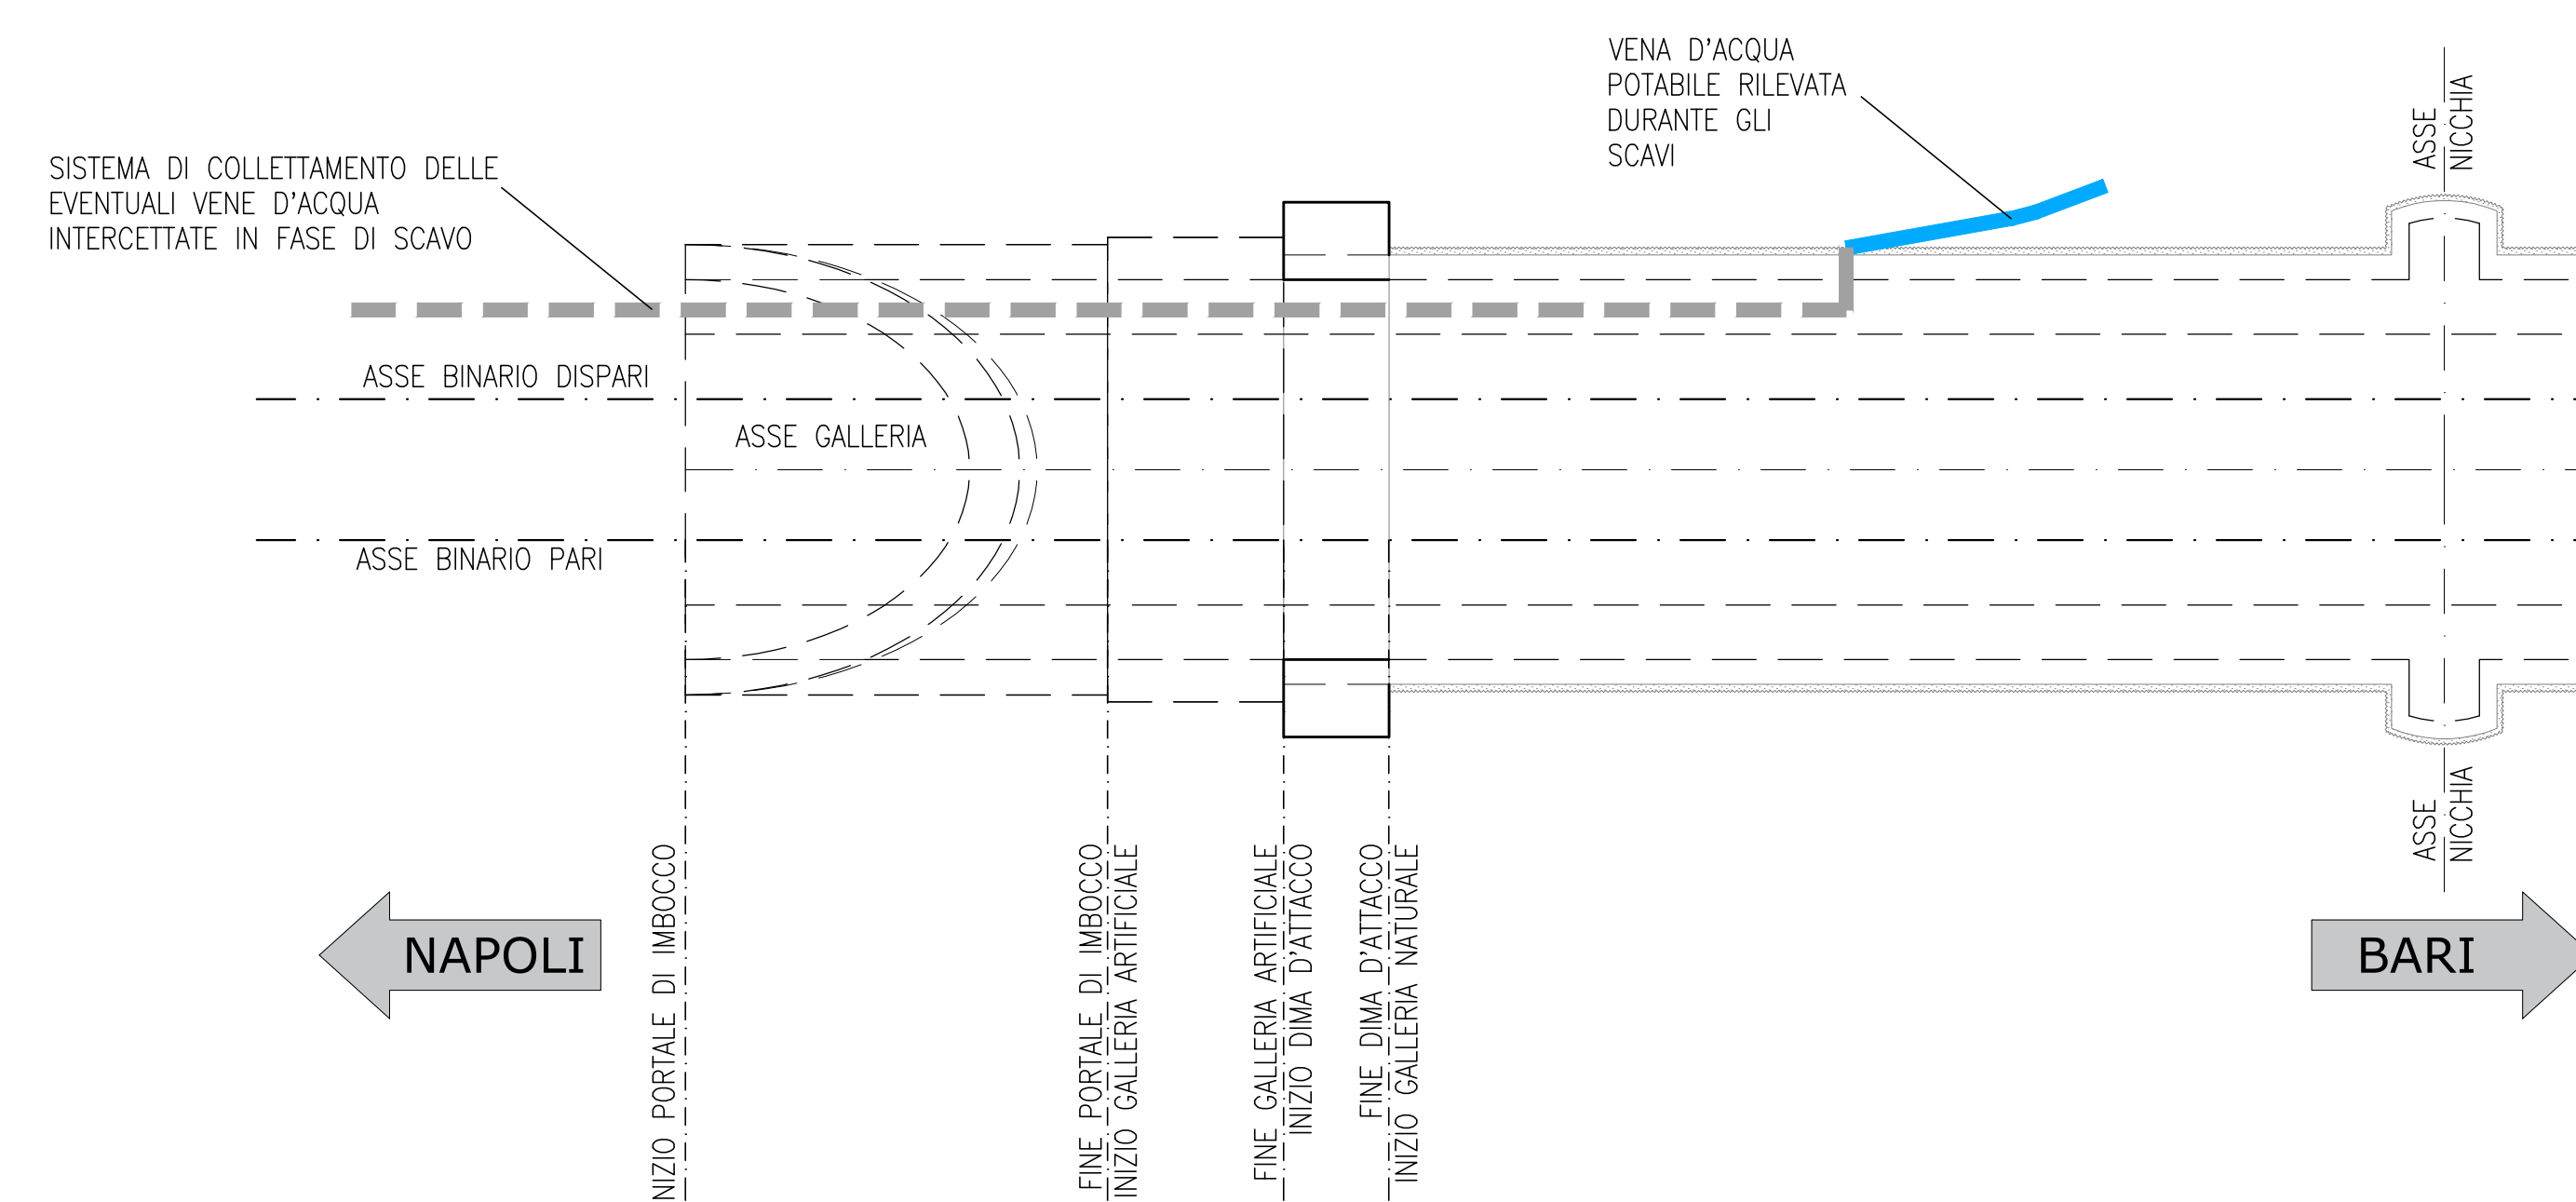 VENA D'ACQUA
POTABILE RILEVATA
DURANTE GLI
SCAVI
ASSE
NICCHIA
SISTEMA DI COLLETTAMENTO DELLE
EVENTUALI VENE D'ACQUA
INTERCETTATE IN FASE DI SCAVO
ASSE BINARIO DISPARI
ASSE GALLERIA
ASSE BINARIO PARI
NIZIO PORTALE DI IMBOCCO
FINE PORTALE DI IMBOCCO
INIZIO GALLERIA ARTIFICIALE
FINE GALLERIA ARTIFICIALE
INIZIO DIMA D'ATTACCO
FINE DIMA D'ATTACCO
INIZIO GALLERIA NATURALE
ASSE
NICCHIA
NAPOLI
BARI